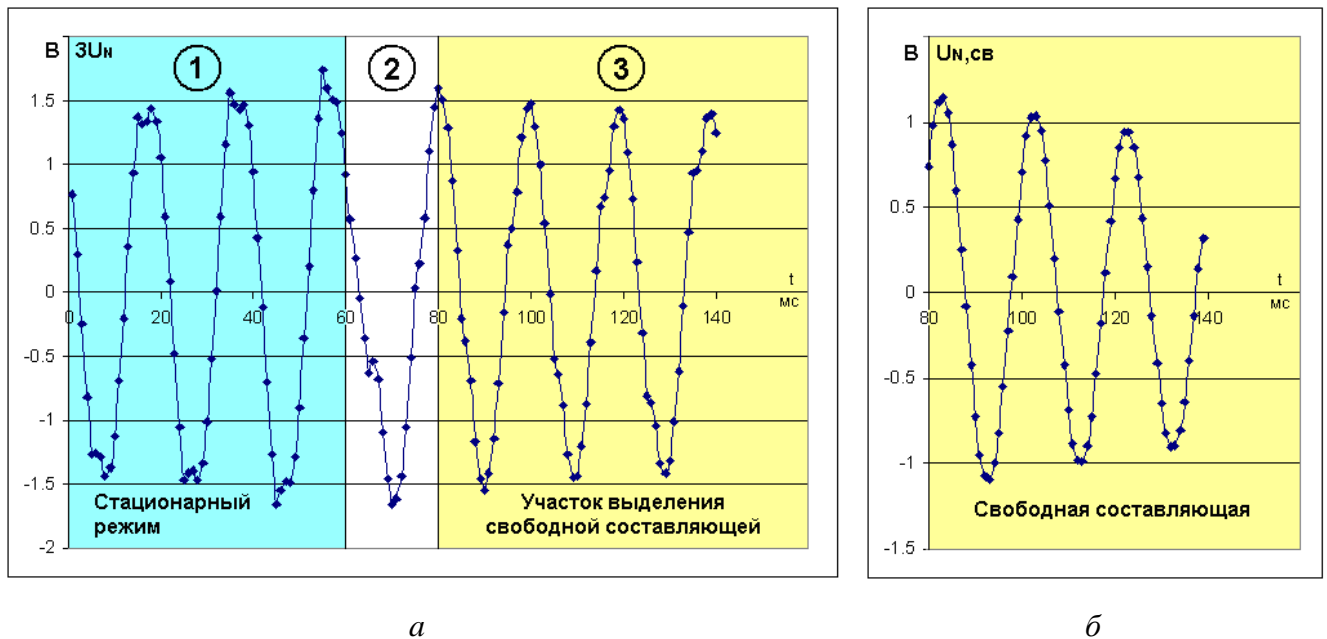 В 3UN
1 2 3
1.5
1
0.5
0
-0.5
-1
-1.5
-2
0 20 40 60 80 100 120 140
t
мс
Стационарный
режим
Участок выделения
свободной составляющей
а
В UN,СВ
1
0.5
0
-0.5
-1
-1.5
80 100 120 140
t
мс
Свободная составляющая
б